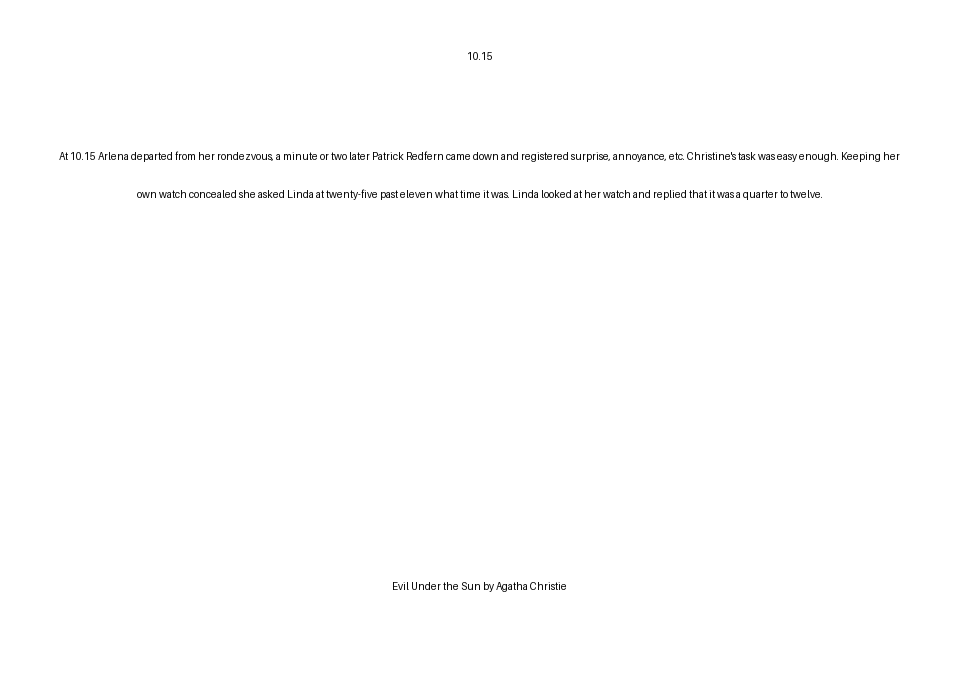 10.15
At 10.15 Arlena departed from her rondezvous, a minute or two later Patrick Redfern came down and registered surprise, annoyance, etc. Christine's task was easy enough. Keeping her
own watch concealed she asked Linda at twenty-five past eleven what time it was. Linda looked at her watch and replied that it was a quarter to twelve.
Evil Under the Sun by Agatha Christie